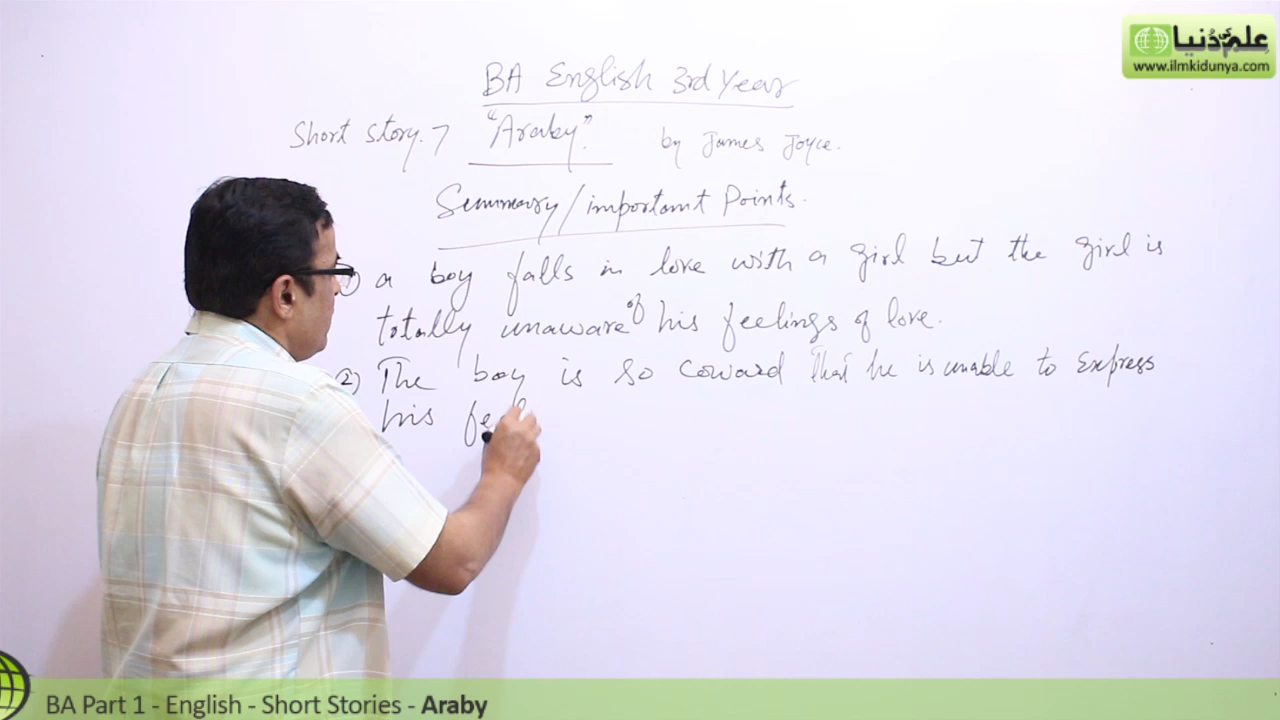 علم کی دُنیا
www.ilmkidunya.com
BA English 3rd Year
Short story. 7 "Araby". by James Joyce.
Summary/important Points.
1) a boy falls in love with a girl but the girl is
totally unaware of his feelings of love.
2) The boy is so coward that he is unable to express
his feel
BA Part 1 - English - Short Stories - Araby